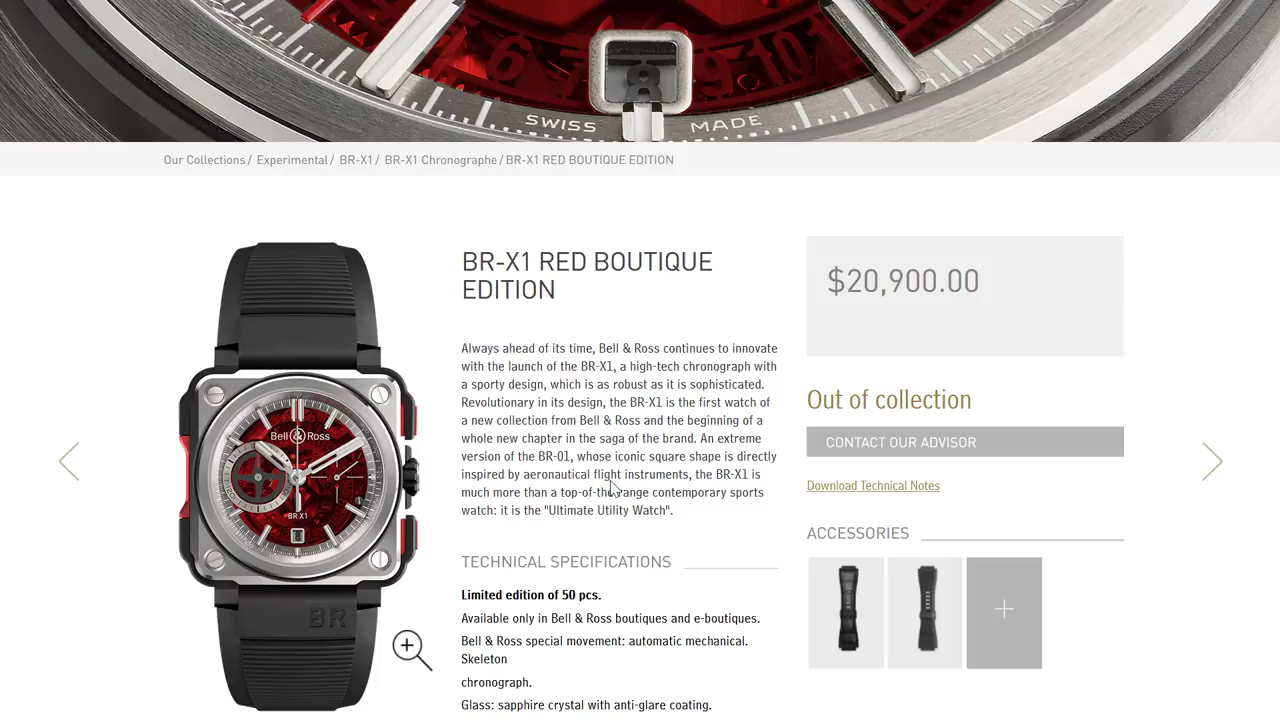 6
8
9
10
SWISS MADE
Our Collections/ Experimental/ BR-X1/ BR-X1 Chronographe/BR-X1 RED BOUTIQUE EDITION
BR-X1 RED BOUTIQUE
EDITION
Always ahead of its time, Bell & Ross continues to innovate
with the launch of the BR-X1, a high-tech chronograph with
a sporty design, which is as robust as it is sophisticated.
Revolutionary in its design, the BR-X1 is the first watch of
a new collection from Bell & Ross and the beginning of a
whole new chapter in the saga of the brand. An extreme
version of the BR-01, whose iconic square shape is directly
inspired by aeronautical flight instruments, the BR-X1 is
much more than a top-of-the-range contemporary sports
watch: it is the "Ultimate Utility Watch".
TECHNICAL SPECIFICATIONS
Limited edition of 50 pcs.
Available only in Bell & Ross boutiques and e-boutiques.
Bell & Ross special movement: automatic mechanical.
Skeleton
chronograph.
Glass: sapphire crystal with anti-glare coating.
$20,900.00
Out of collection
CONTACT OUR ADVISOR
Download Technical Notes
ACCESSORIES
Bell & Ross
BR-X1
8
BR